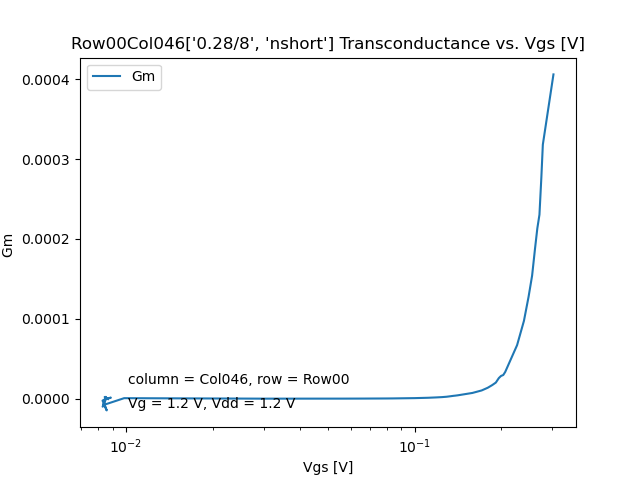 Row00Col046['0.28/8', 'nshort'] Transconductance vs. Vgs [V]
Gm
0.0004
0.0003
0.0002
0.0001
0.0000
Gm
column = Col046, row = Row00
Vg = 1.2 V, Vdd = 1.2 V
10⁻² 10⁻¹
Vgs [V]